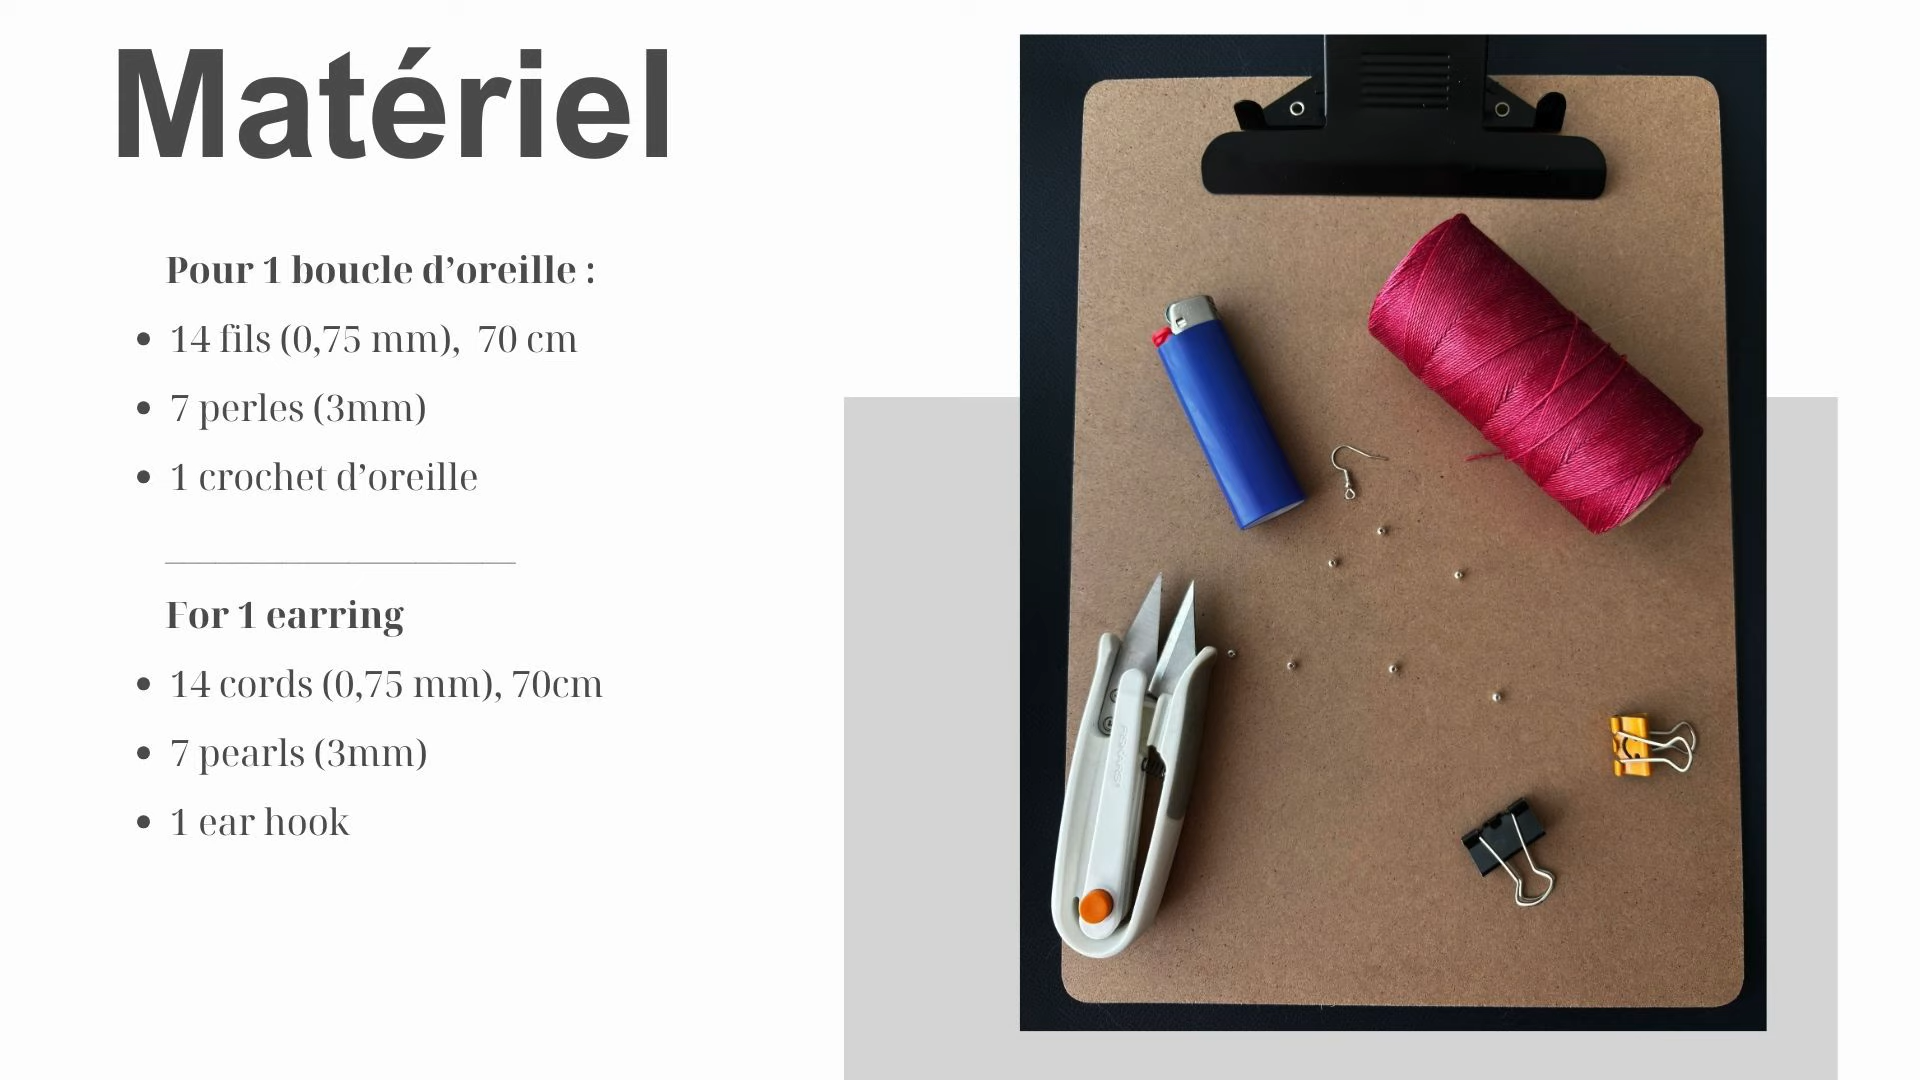 Matériel
Pour 1 boucle d’oreille :
14 fils (0,75 mm), 70 cm
7 perles (3mm)
1 crochet d’oreille
For 1 earring
14 cords (0,75 mm), 70cm
7 pearls (3mm)
1 ear hook
FISKARS